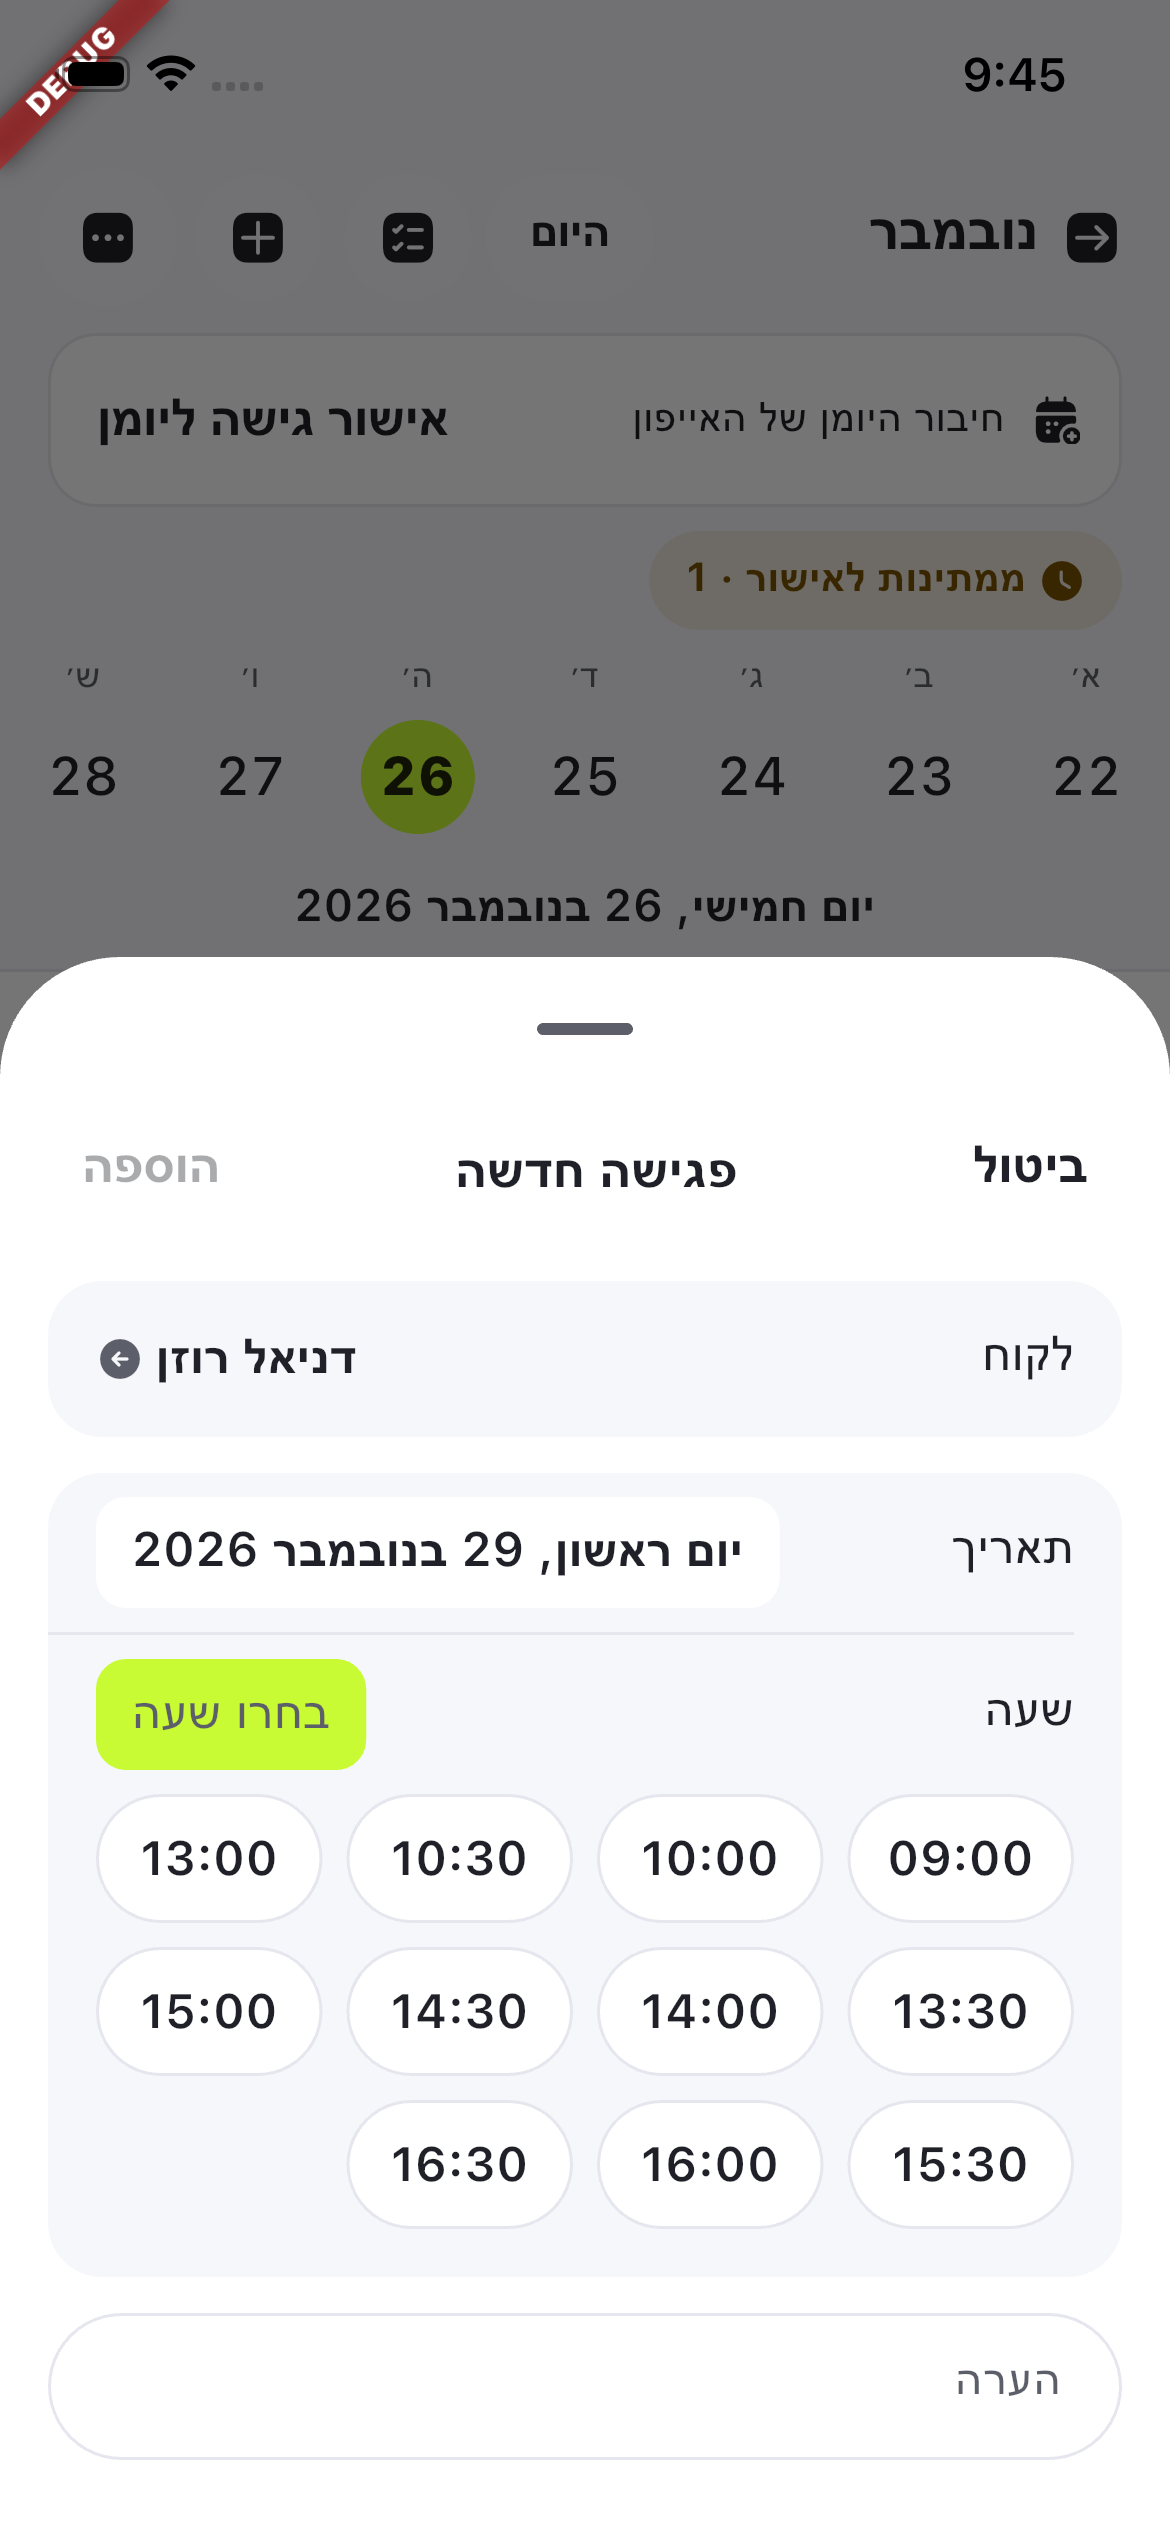 DEBUG
9:45
נובמבר
היום
חיבור היומן של האייפון
אישור גישה ליומן
ממתינות לאישור · 1
א׳ ב׳ ג׳ ד׳ ה׳ ו׳ ש׳
22 23 24 25 26 27 28
יום חמישי, 26 בנובמבר 2026
ביטול
פגישה חדשה
הוספה
לקוח
דניאל רוזן
תאריך
יום ראשון, 29 בנובמבר 2026
שעה
בחרו שעה
09:00 10:00 10:30 13:00
13:30 14:00 14:30 15:00
15:30 16:00 16:30
הערה